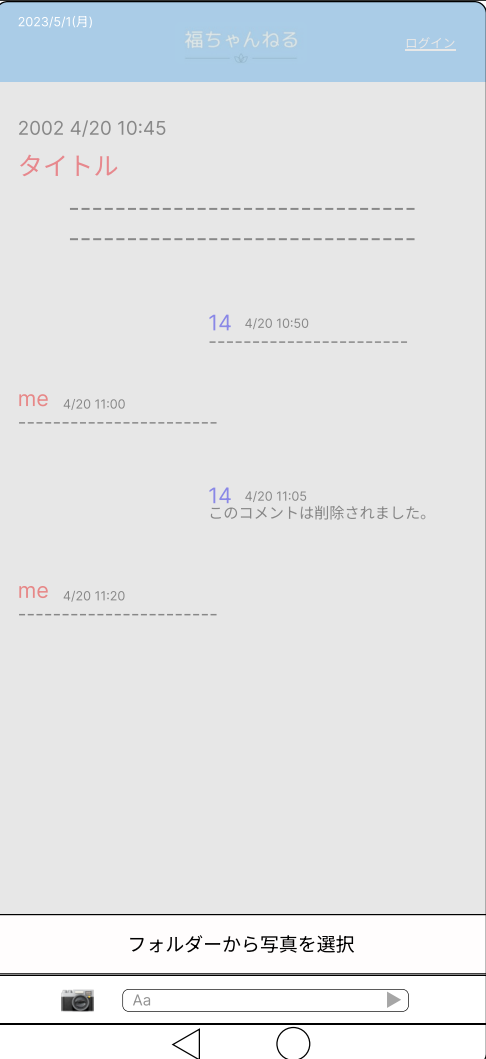 2023/5/1(月)
福ちゃんねる
ログイン
2002 4/20 10:45
タイトル
14 4/20 10:50
me 4/20 11:00
14 4/20 11:05
このコメントは削除されました。
me 4/20 11:20
フォルダーから写真を選択
Aa